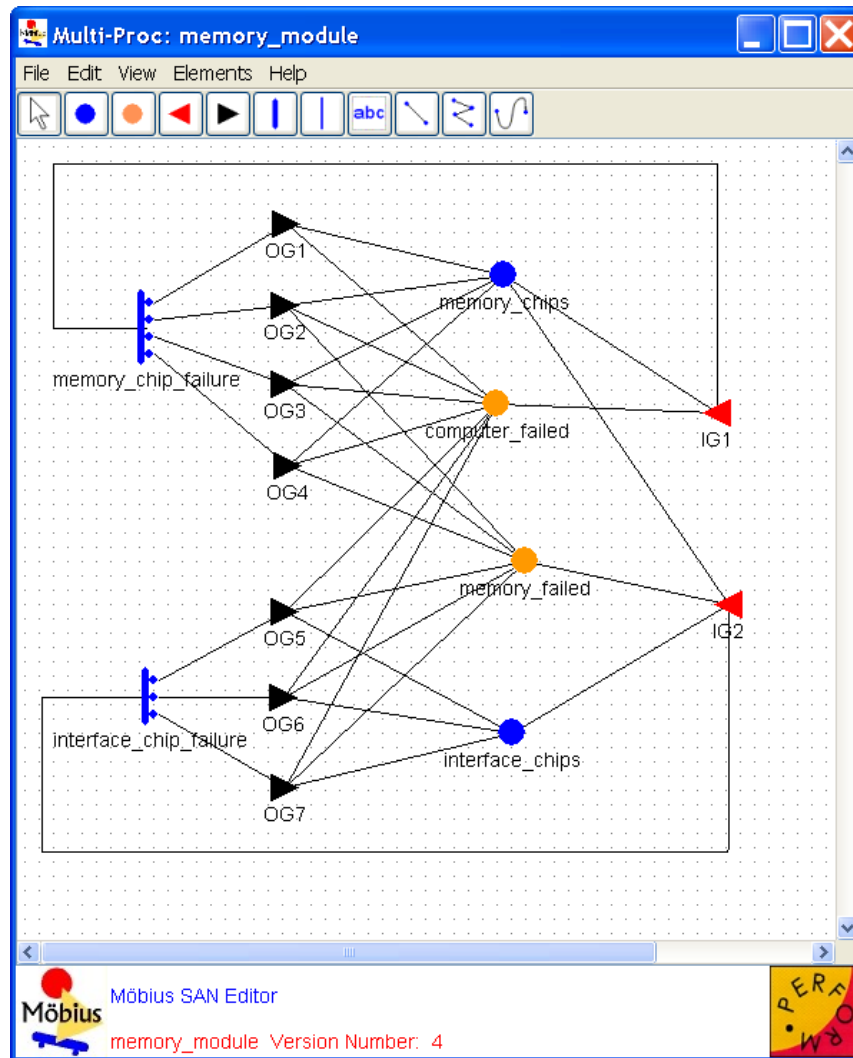 Multi-Proc: memory_module
File Edit View Elements Help
abc
OG1
memory_chips
OG2
memory_chip_failure
OG3
computer_failed
IG1
OG4
memory_failed
OG5
IG2
OG6
interface_chip_failure
interface_chips
OG7
Möbius
Möbius SAN Editor
memory_module Version Number: 4
PERFORM